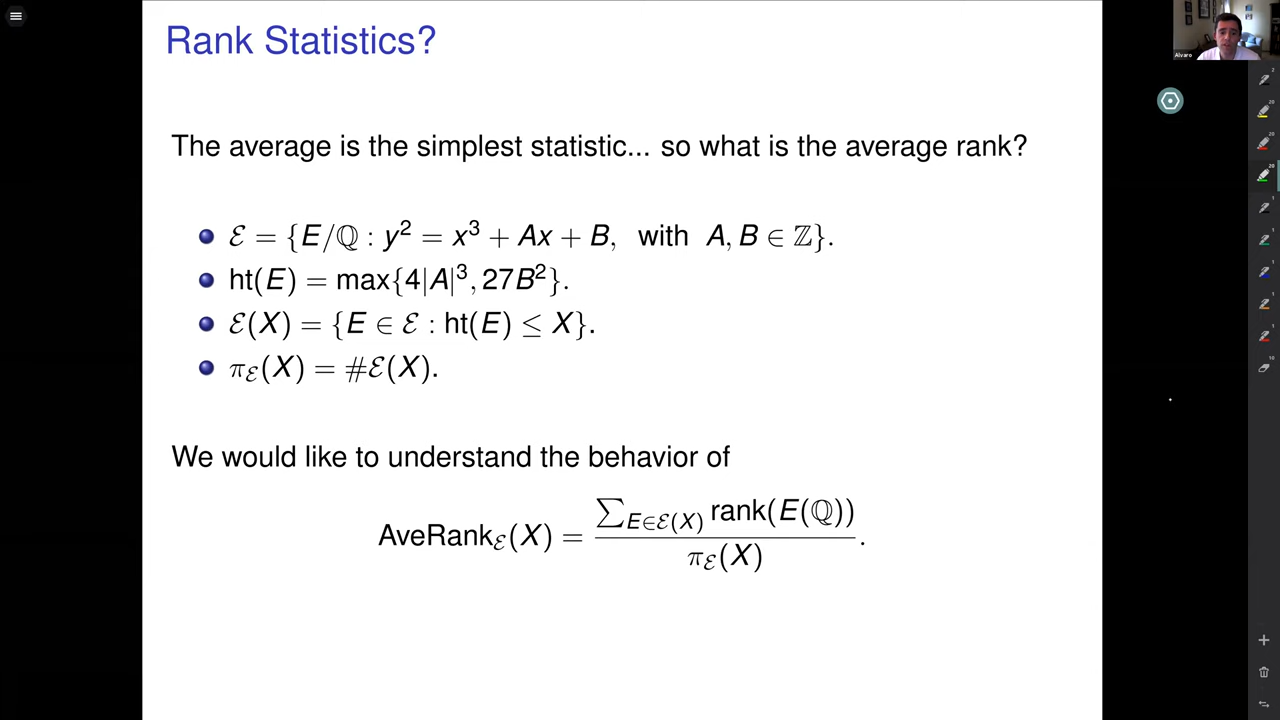 Rank Statistics?
Alvaro
The average is the simplest statistic... so what is the average rank?
ℰ = {E/ℚ : y² = x³ + Ax + B, with A, B ∈ ℤ}.
ht(E) = max{4|A|³, 27B²}.
ℰ(X) = {E ∈ ℰ : ht(E) ≤ X}.
π_ℰ(X) = #ℰ(X).
We would like to understand the behavior of
AveRank_ℰ(X) = ∑_{E∈ℰ(X)} rank(E(ℚ)) / π_ℰ(X).